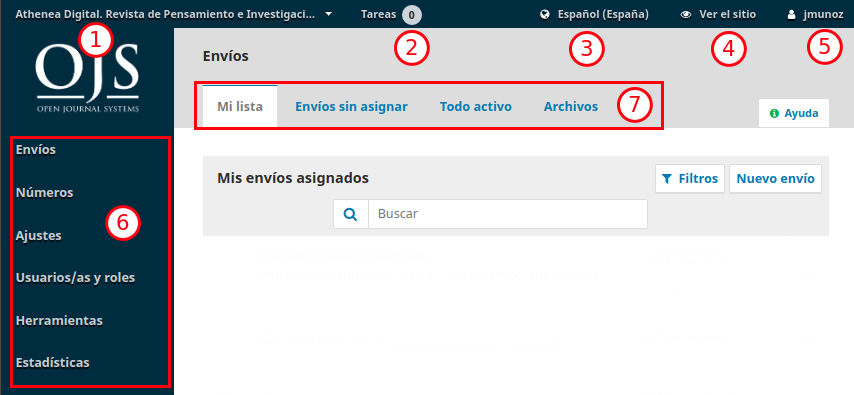 Athenea Digital. Revista de Pensamiento e Investigaci... Tareas 0 Español (España) Ver el sitio jmunoz
1 2 3 4 5
OJS
OPEN JOURNAL SYSTEMS
Envíos
Mi lista Envíos sin asignar Todo activo Archivos 7
Ayuda
Envíos
Números
6
Ajustes
Usuarios/as y roles
Herramientas
Estadísticas
Mis envíos asignados Filtros Nuevo envío
Buscar